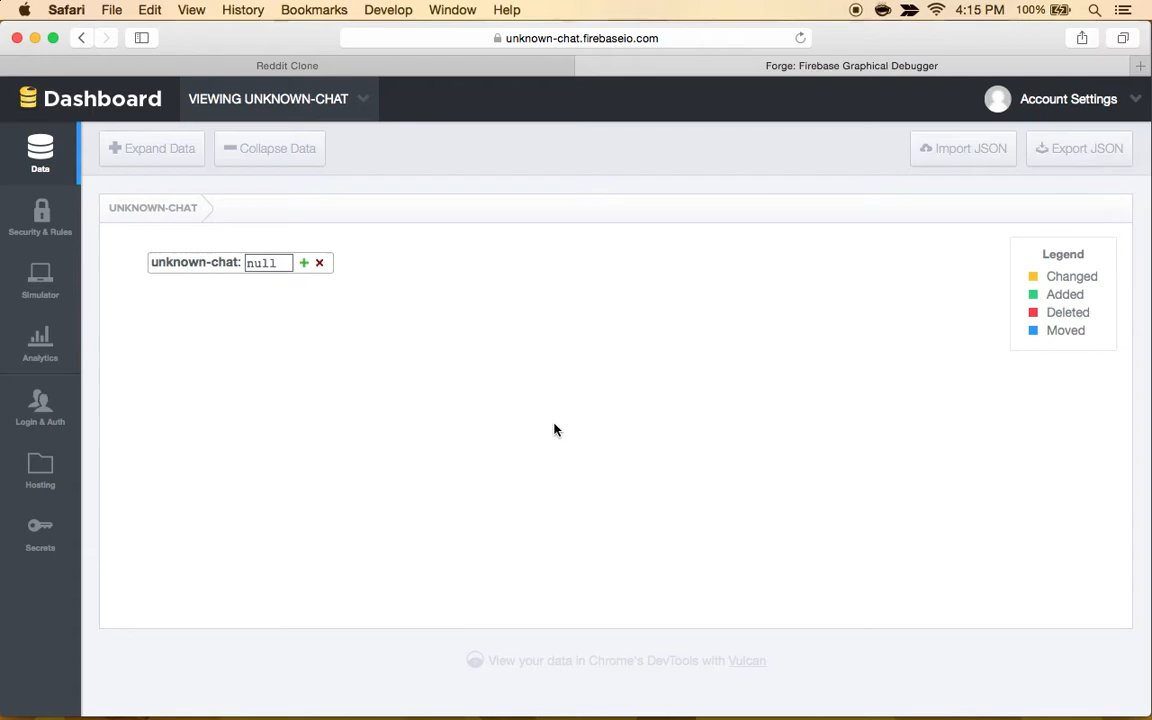 Safari File Edit View History Bookmarks Develop Window Help 4:15 PM 100%
unknown-chat.firebaseio.com
Reddit Clone Forge: Firebase Graphical Debugger
Dashboard VIEWING UNKNOWN-CHAT Account Settings
Data
Security & Rules
Simulator
Analytics
Login & Auth
Hosting
Secrets
Expand Data Collapse Data Import JSON Export JSON
UNKNOWN-CHAT
unknown-chat: null
Legend
Changed
Added
Deleted
Moved
View your data in Chrome's DevTools with Vulcan